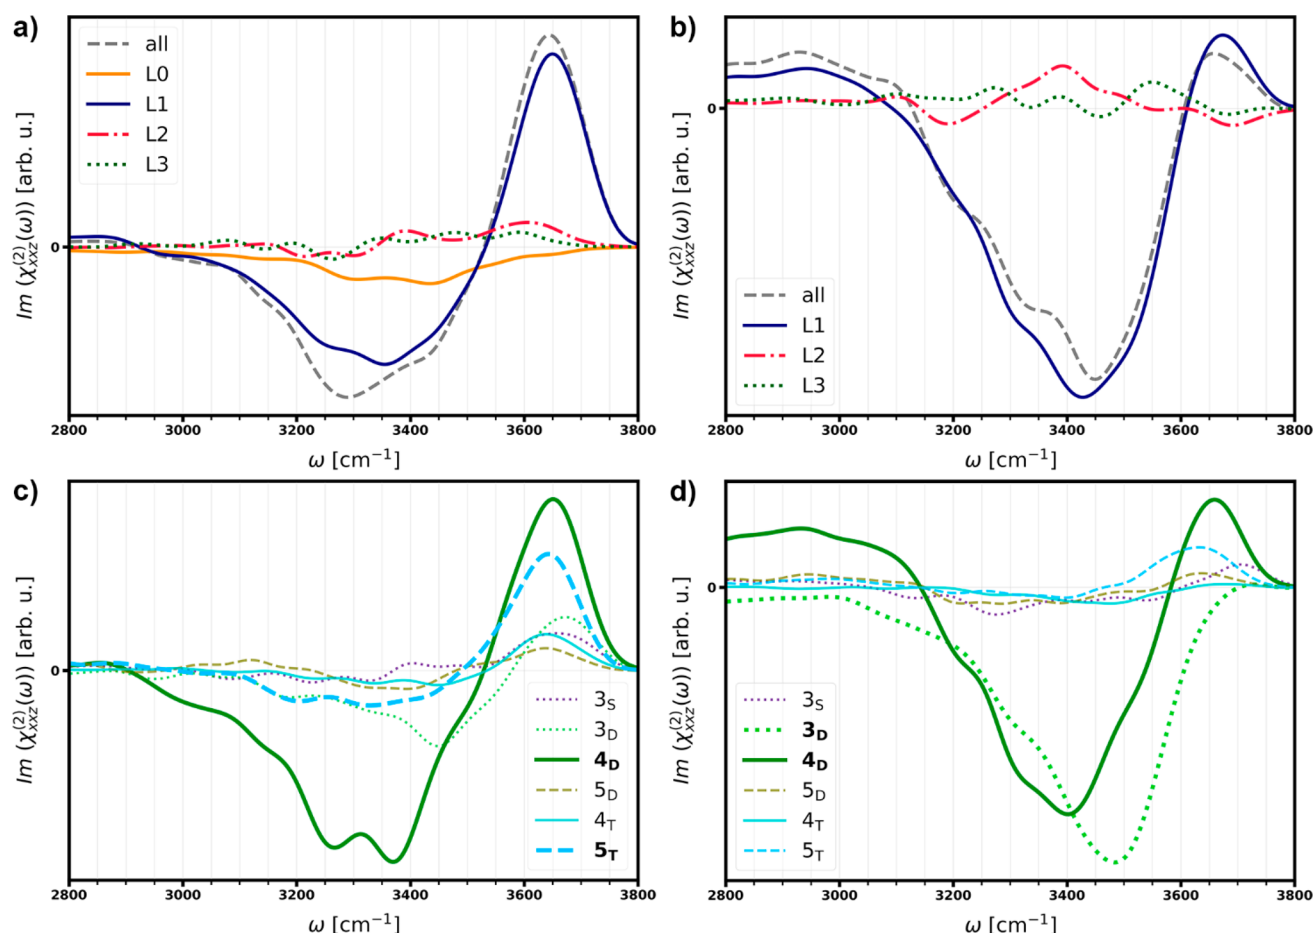 a)
all
L0
L1
L2
L3
0
Im (χ⁽²⁾xxz(ω)) [arb. u.]
2800 3000 3200 3400 3600 3800
ω [cm⁻¹]
b)
all
L1
L2
L3
0
Im (χ⁽²⁾xxz(ω)) [arb. u.]
2800 3000 3200 3400 3600 3800
ω [cm⁻¹]
c)
3S
3D
4D
5D
4T
5T
0
Im (χ⁽²⁾xxz(ω)) [arb. u.]
2800 3000 3200 3400 3600 3800
ω [cm⁻¹]
d)
3S
3D
4D
5D
4T
5T
0
Im (χ⁽²⁾xxz(ω)) [arb. u.]
2800 3000 3200 3400 3600 3800
ω [cm⁻¹]